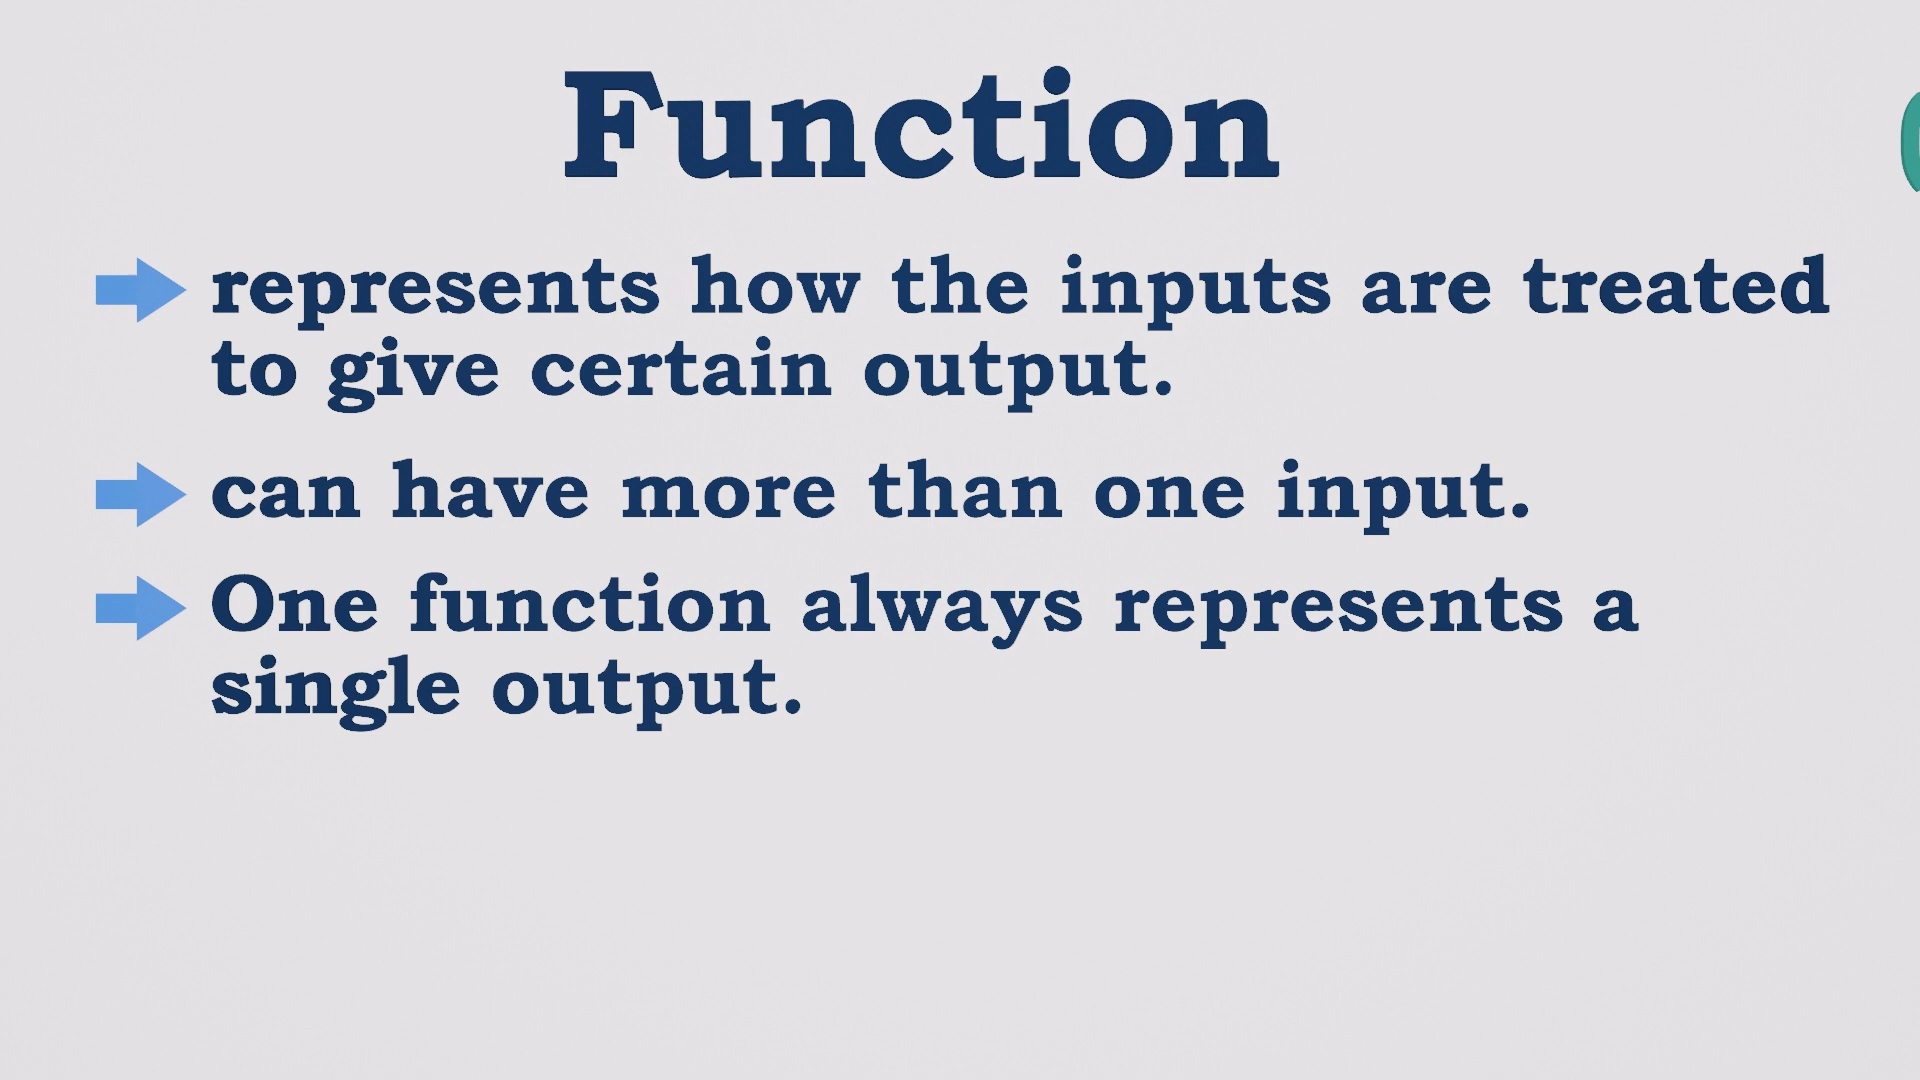 Function
represents how the inputs are treated
to give certain output.
can have more than one input.
One function always represents a
single output.